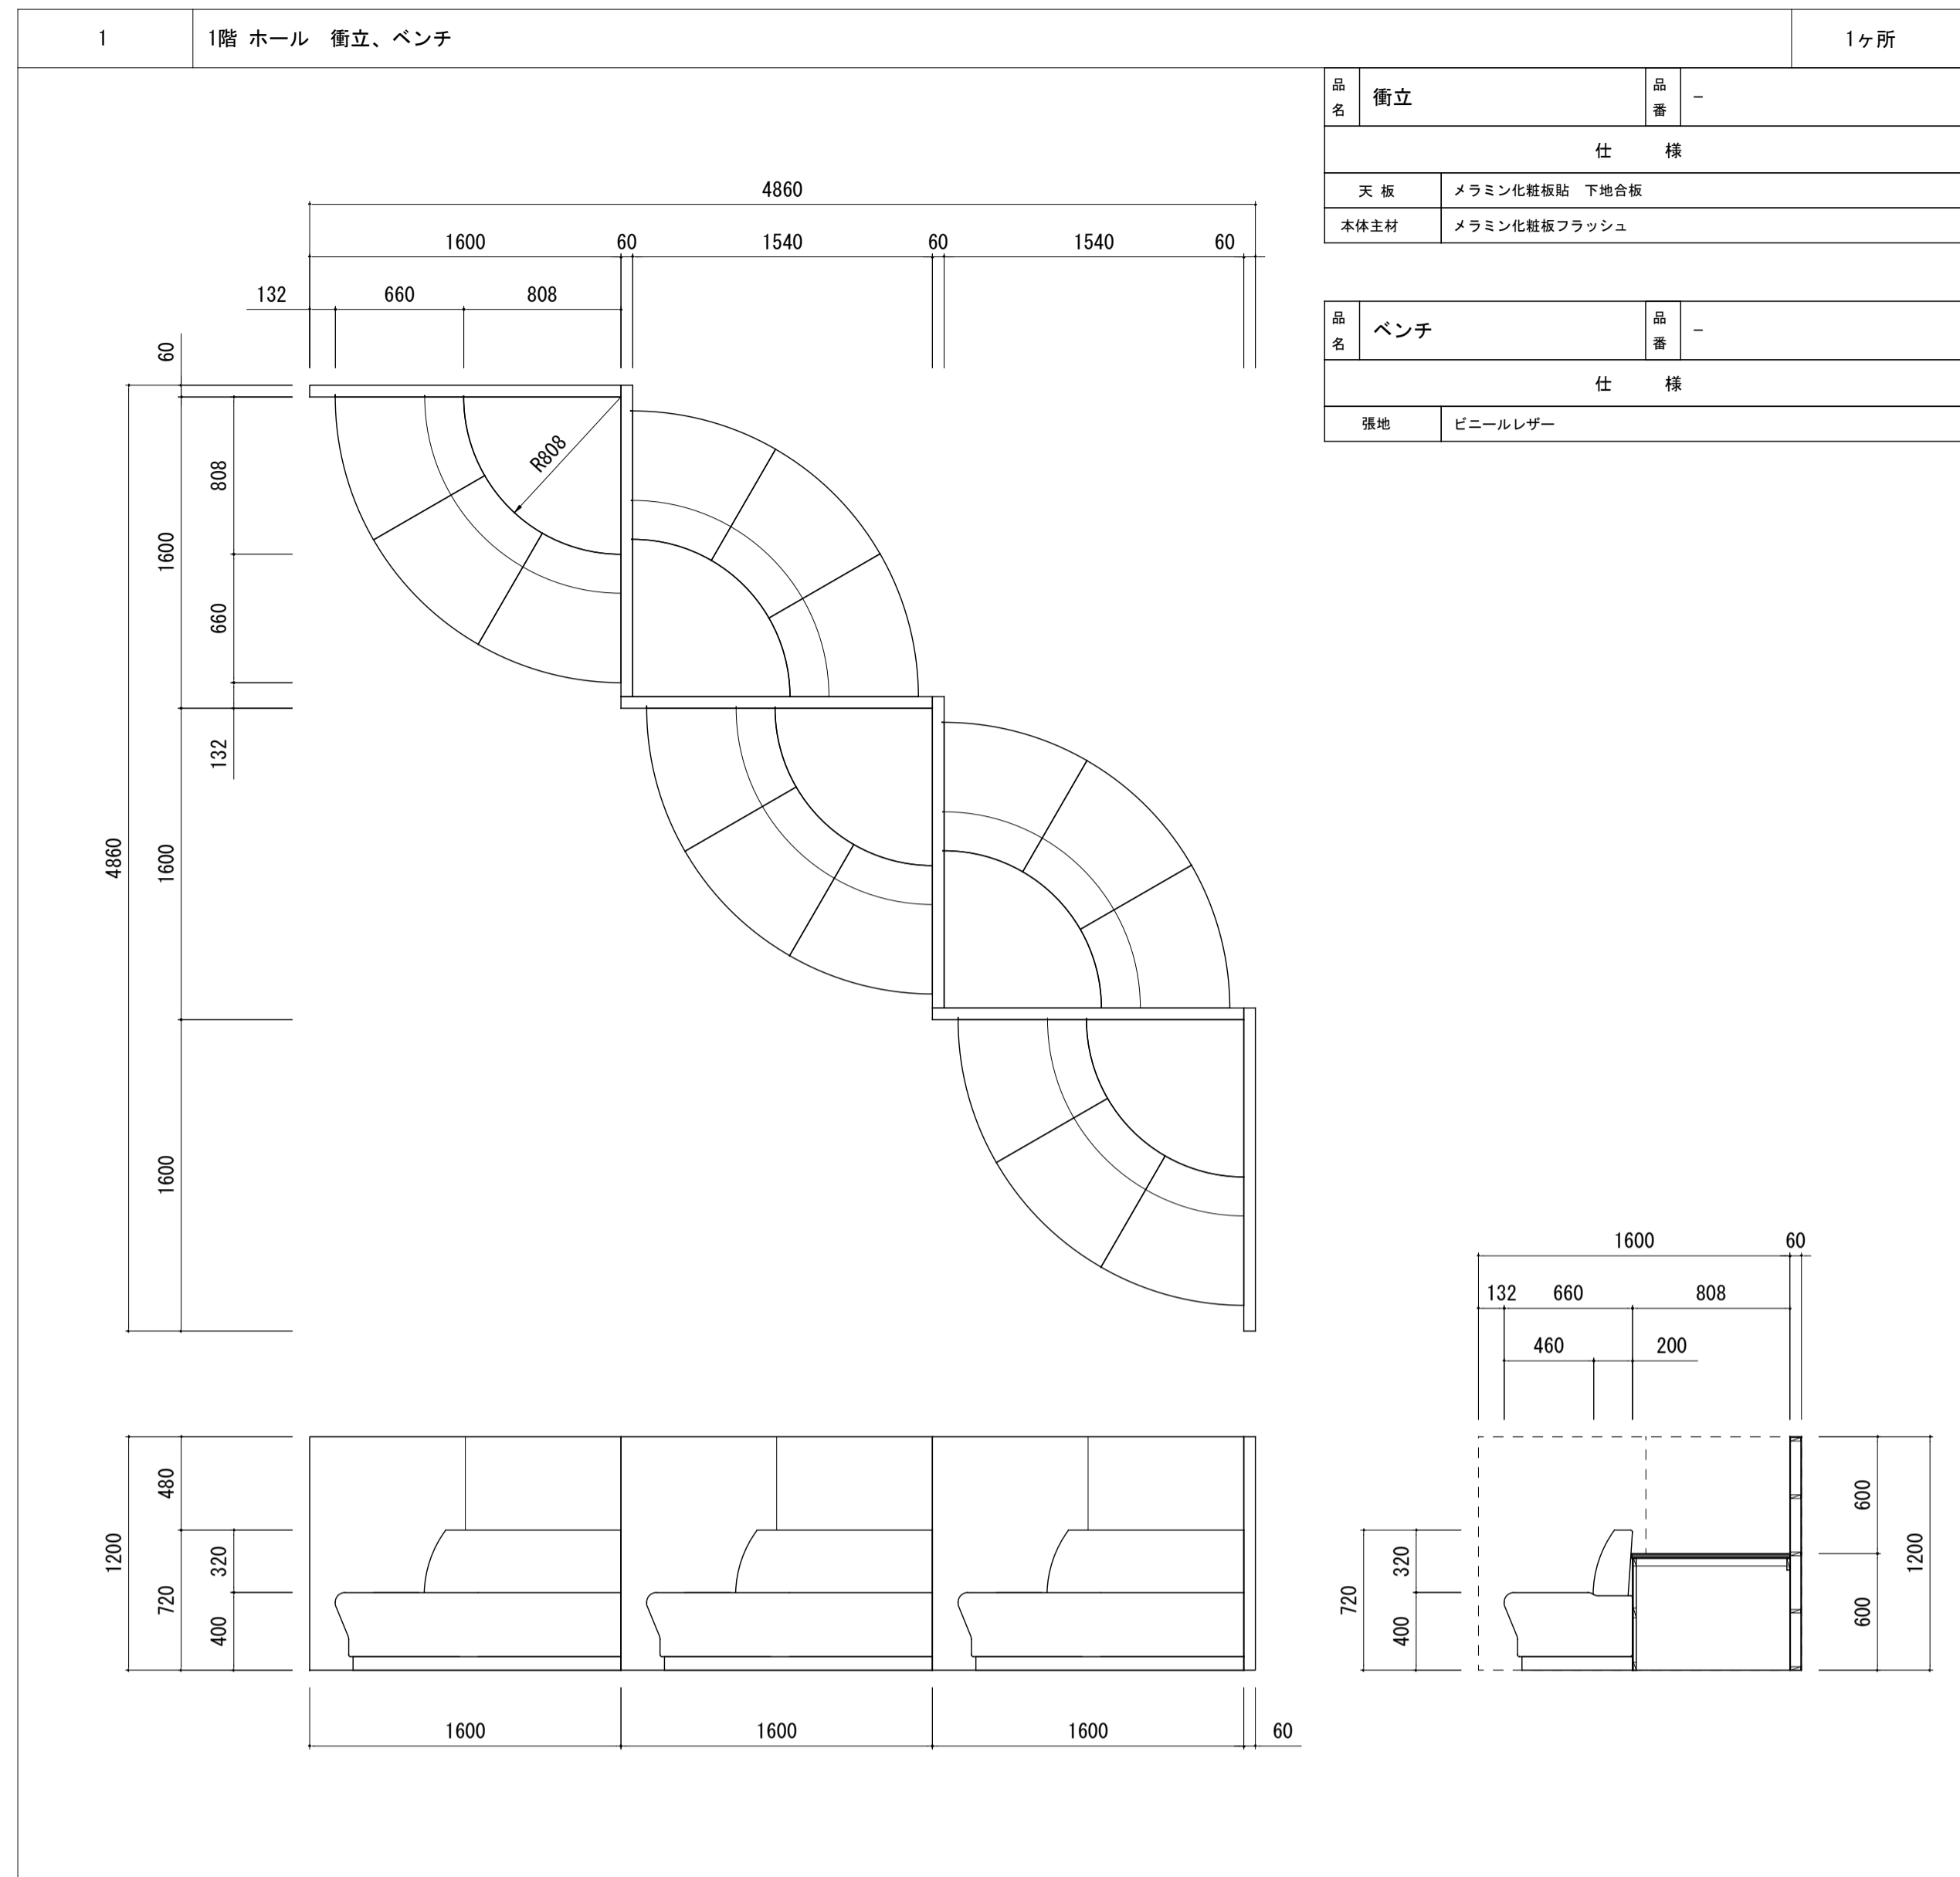 1 1階 ホール 衝立、ベンチ 1ヶ所
品名 衝立 品番 −
仕 様
天 板 メラミン化粧板貼 下地合板
本体主材 メラミン化粧板フラッシュ
品名 ベンチ 品番 −
仕 様
張地 ビニールレザー
4860
1600 60 1540 60 1540 60
132 660 808
60
808
1600
660
132
4860
1600
1600
R808
1600 60
132 660 808
460 200
480
1200
320
720
400
1600 1600 1600 60
320
720
400
600
1200
600